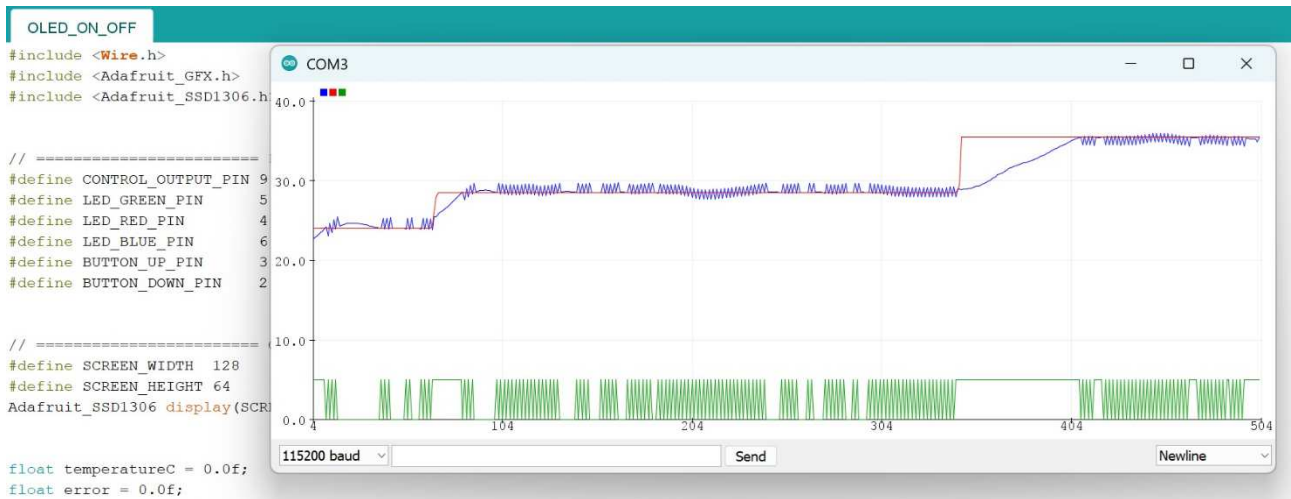 OLED_ON_OFF
#include <Wire.h>
#include <Adafruit_GFX.h>
#include <Adafruit_SSD1306.h
// ========================
#define CONTROL_OUTPUT_PIN 9
#define LED_GREEN_PIN 5
#define LED_RED_PIN 4
#define LED_BLUE_PIN 6
#define BUTTON_UP_PIN 3
#define BUTTON_DOWN_PIN 2
// ========================
#define SCREEN_WIDTH 128
#define SCREEN_HEIGHT 64
Adafruit_SSD1306 display(SCRE
float temperatureC = 0.0f;
float error = 0.0f;
COM3
40.0
30.0
20.0
10.0
0.0
4 104 204 304 404 504
115200 baud Send Newline